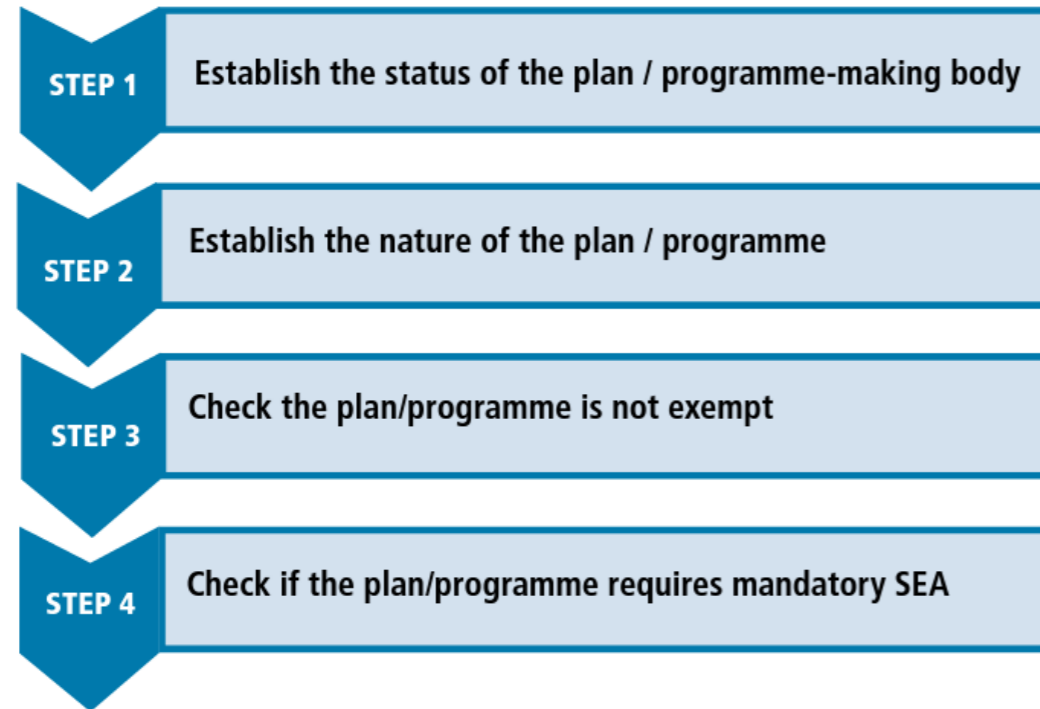 STEP 1
Establish the status of the plan / programme-making body
STEP 2
Establish the nature of the plan / programme
STEP 3
Check the plan/programme is not exempt
STEP 4
Check if the plan/programme requires mandatory SEA